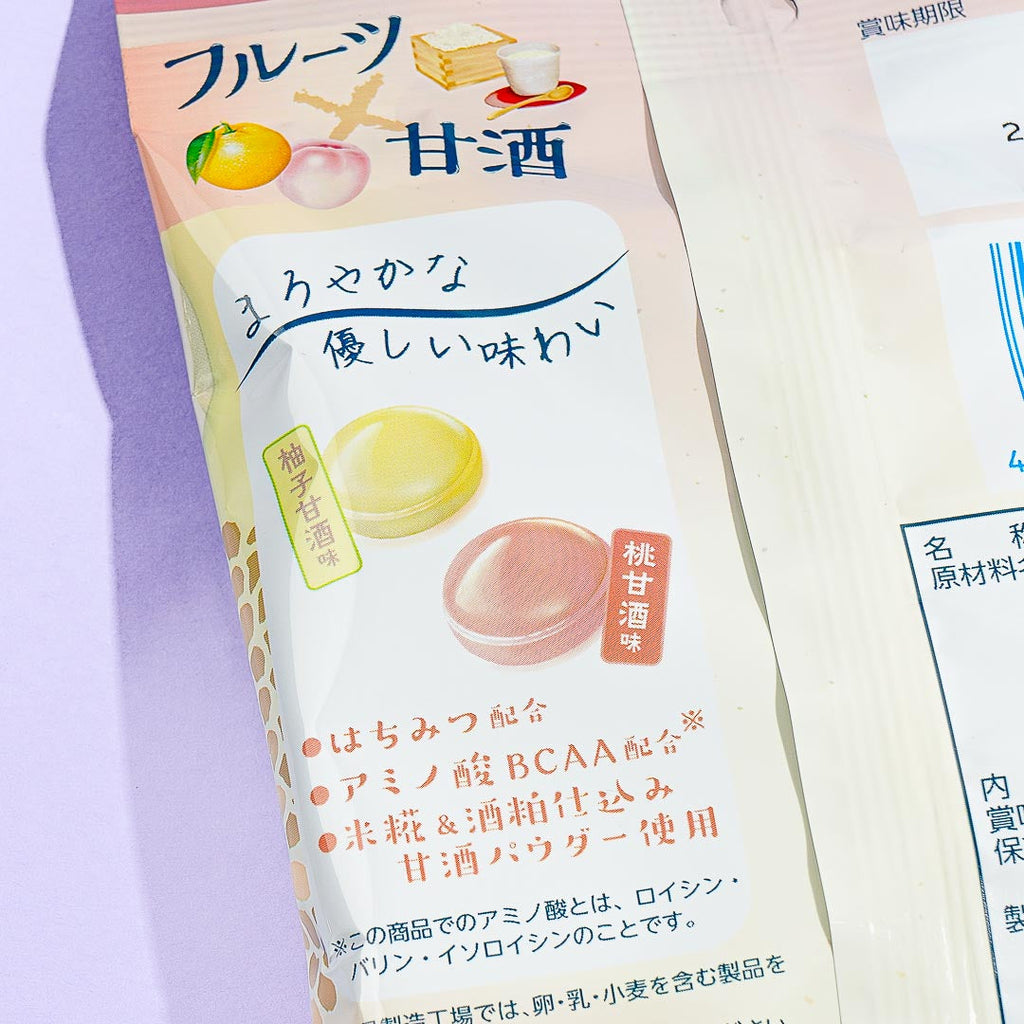 フルーツ
×
甘酒
まろやかな
優しい味わい
柚子甘酒味
桃甘酒味
●はちみつ配合
●アミノ酸BCAA配合※
●米糀&酒粕仕込み
甘酒パウダー使用
※この商品でのアミノ酸とは、ロイシン・
バリン・イソロイシンのことです。
製造工場では、卵・乳・小麦を含む製品を
賞味期限
2
4
名
原材料
内
賞
保
製